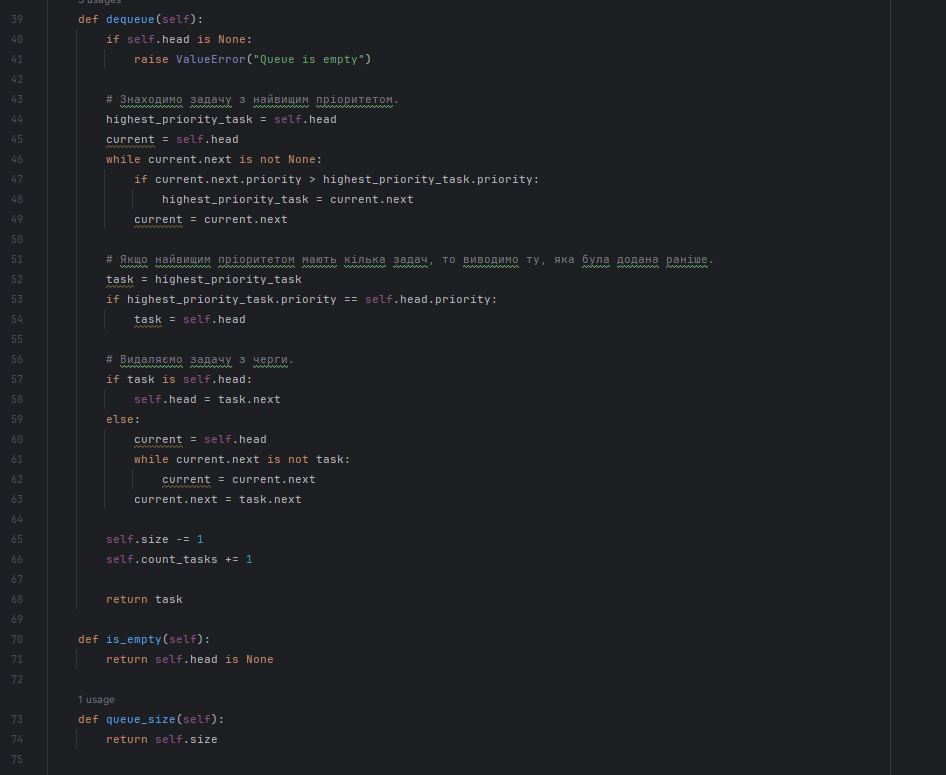 3 usages
39 def dequeue(self):
40 if self.head is None:
41 raise ValueError("Queue is empty")
42
43 # Знаходимо задачу з найвищим пріоритетом.
44 highest_priority_task = self.head
45 current = self.head
46 while current.next is not None:
47 if current.next.priority > highest_priority_task.priority:
48 highest_priority_task = current.next
49 current = current.next
50
51 # Якщо найвищим пріоритетом мають кілька задач, то виводимо ту, яка була додана раніше.
52 task = highest_priority_task
53 if highest_priority_task.priority == self.head.priority:
54 task = self.head
55
56 # Видаляємо задачу з черги.
57 if task is self.head:
58 self.head = task.next
59 else:
60 current = self.head
61 while current.next is not task:
62 current = current.next
63 current.next = task.next
64
65 self.size -= 1
66 self.count_tasks += 1
67
68 return task
69
70 def is_empty(self):
71 return self.head is None
72
1 usage
73 def queue_size(self):
74 return self.size
75